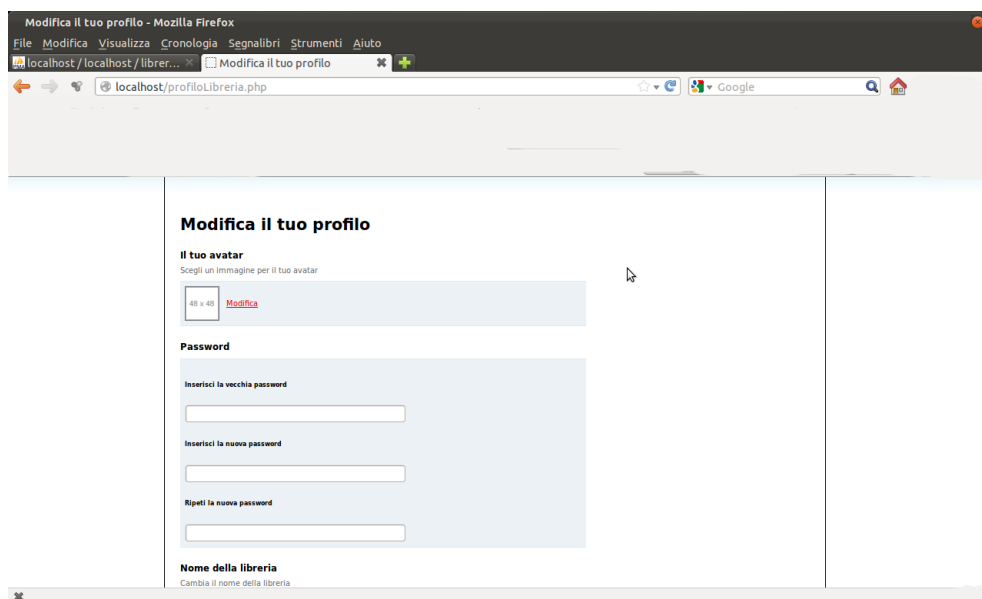 Modifica il tuo profilo - Mozilla Firefox
File Modifica Visualizza Cronologia Segnalibri Strumenti Aiuto
localhost / localhost / librer... Modifica il tuo profilo
localhost/profiloLibreria.php Google
Modifica il tuo profilo
Il tuo avatar
Scegli un immagine per il tuo avatar
48 x 48 Modifica
Password
Inserisci la vecchia password
Inserisci la nuova password
Ripeti la nuova password
Nome della libreria
Cambia il nome della libreria